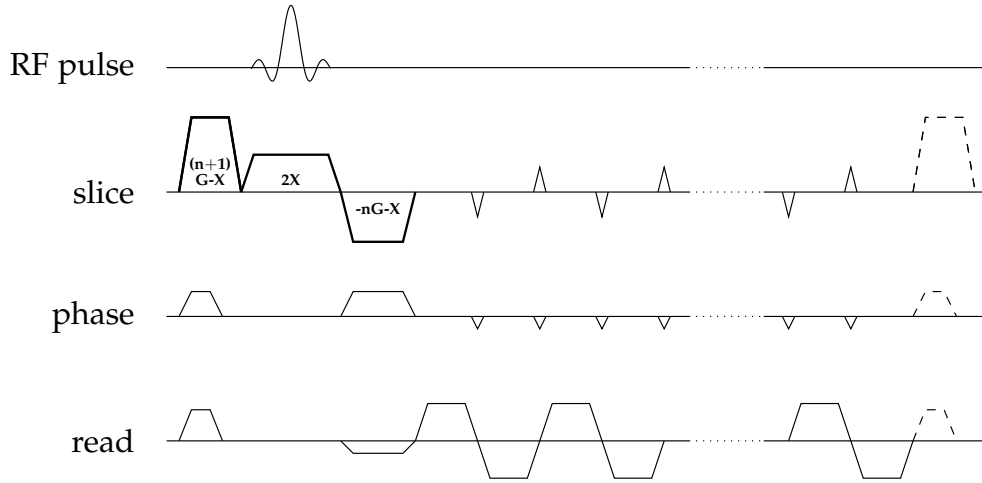 RF pulse
slice
(n+1)
G-X
2X
-nG-X
phase
read